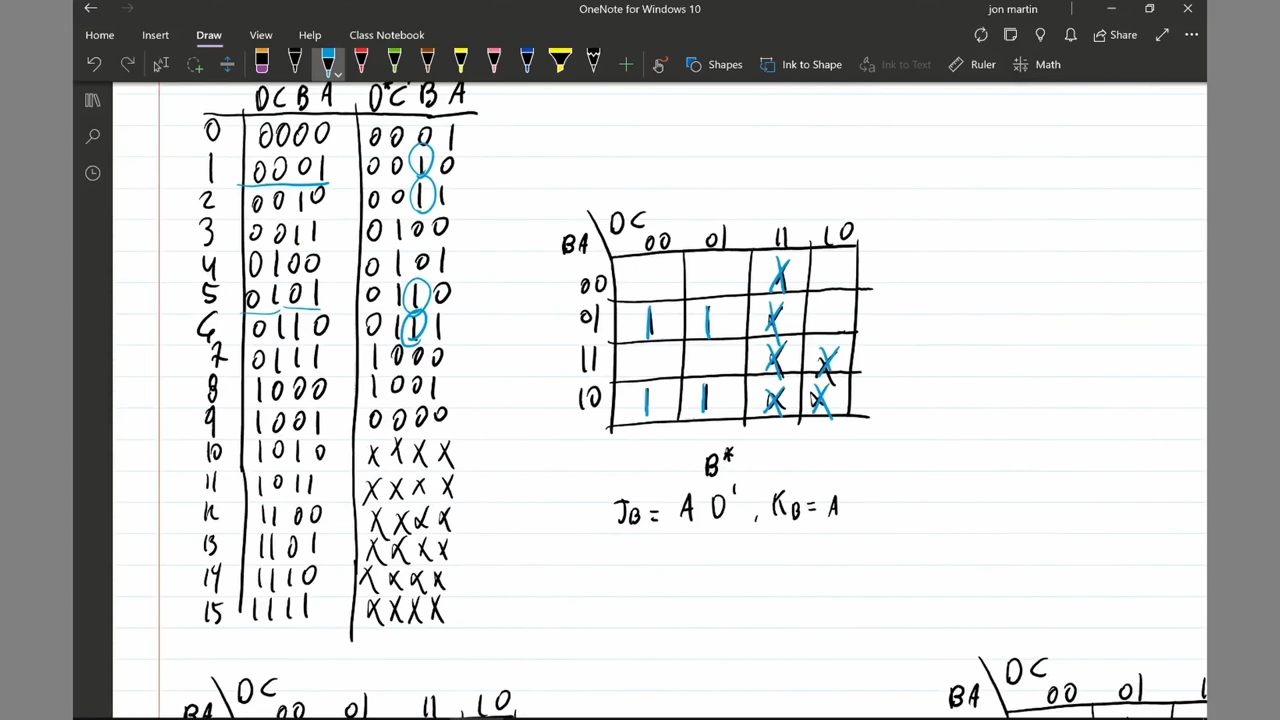 OneNote for Windows 10
jon martin
Home Insert Draw View Help Class Notebook
Share
Shapes Ink to Shape Ink to Text Ruler Math
D C B A D* C B A
0 0000 0001
1 0001 0010
2 0010 0011
3 0011 0100
4 0100 0101
5 0101 0110
6 0110 0111
7 0111 1000
8 1000 1001
9 1001 0000
10 1010 XXXX
11 1011 XXXX
12 1100 XXXX
13 1101 XXXX
14 1110 XXXX
15 1111 XXXX
DC
BA 00 01 11 10
00 X
01 1 1 X
11 X X
10 1 1 X X
B*
JB = A D' , KB = A
DC
BA 00 01 11 10
DC
BA 00 01 1